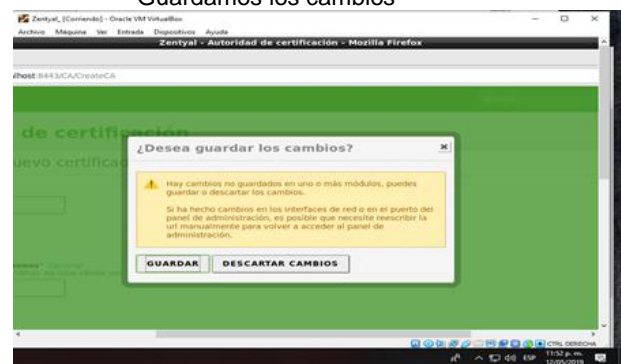 Guardamos los cambios
Zentyal_ [Corriendo] - Oracle VM VirtualBox
Archivo Máquina Ver Entrada Dispositivos Ayuda
Zentyal - Autoridad de certificación - Mozilla Firefox
lhost:8443/CA/CreateCA
de certificación
uevo certificad
¿Desea guardar los cambios?
Hay cambios no guardados en uno o más módulos, puedes
guardar o descartar los cambios.
Si ha hecho cambios en los interfaces de red o en el puerto del
panel de administración, es posible que necesite reescribir la
url manualmente para volver a acceder al panel de
administración.
GUARDAR DESCARTAR CAMBIOS
CTRL DERECHA
ESP 11:52 p. m.
12/05/2019